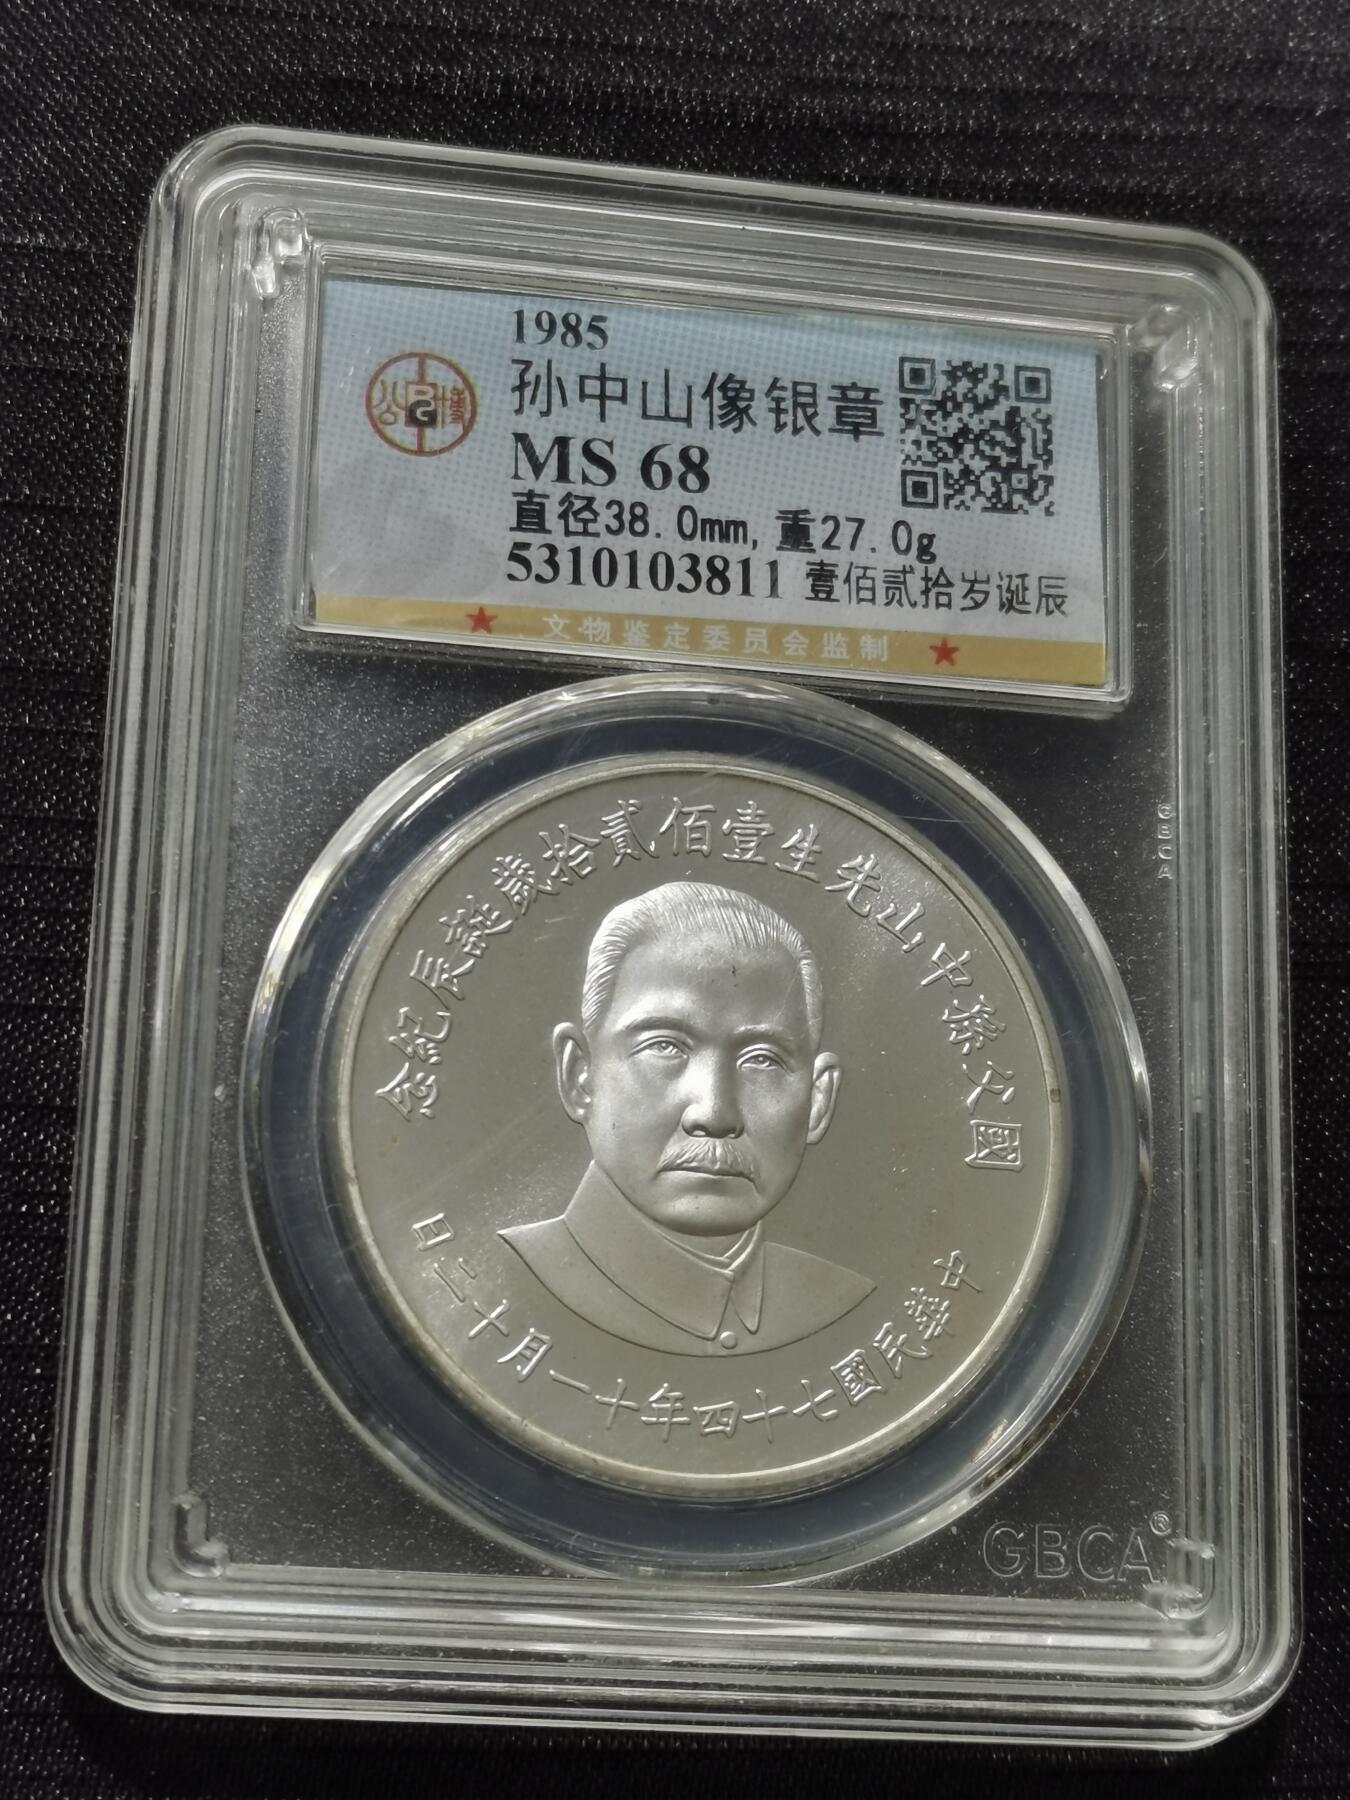 1985
公 PG 博
孙中山像银章
MS 68
直径38.0mm,重27.0g
5310103811 壹佰贰拾岁诞辰
★ 文物鉴定委员会监制 ★
國父孫中山先生壹佰貳拾歲誕辰紀念
中華民國七十四年十一月十二日
GBCA
GBCA®